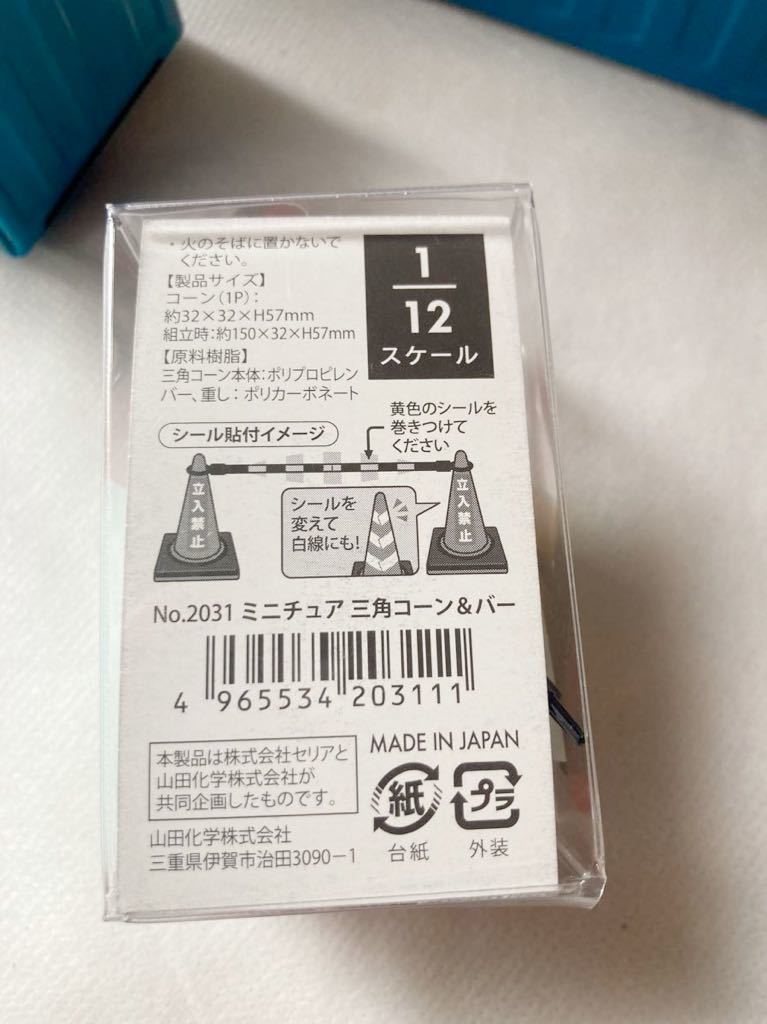 ・火のそばに置かないで
ください。
【製品サイズ】
コーン(1P):
約32×32×H57mm
組立時:約150×32×H57mm
【原料樹脂】
三角コーン本体:ポリプロピレン
バー、重し:ポリカーボネート
1
12
スケール
シール貼付イメージ
黄色のシールを
巻きつけて
ください
立入禁止
シールを
変えて
白線にも!
立入禁止
No.2031 ミニチュア 三角コーン&バー
4 965534 203111
本製品は株式会社セリアと
山田化学株式会社が
共同企画したものです。
山田化学株式会社
三重県伊賀市治田3090-1
MADE IN JAPAN
紙
台紙
プラ
外装